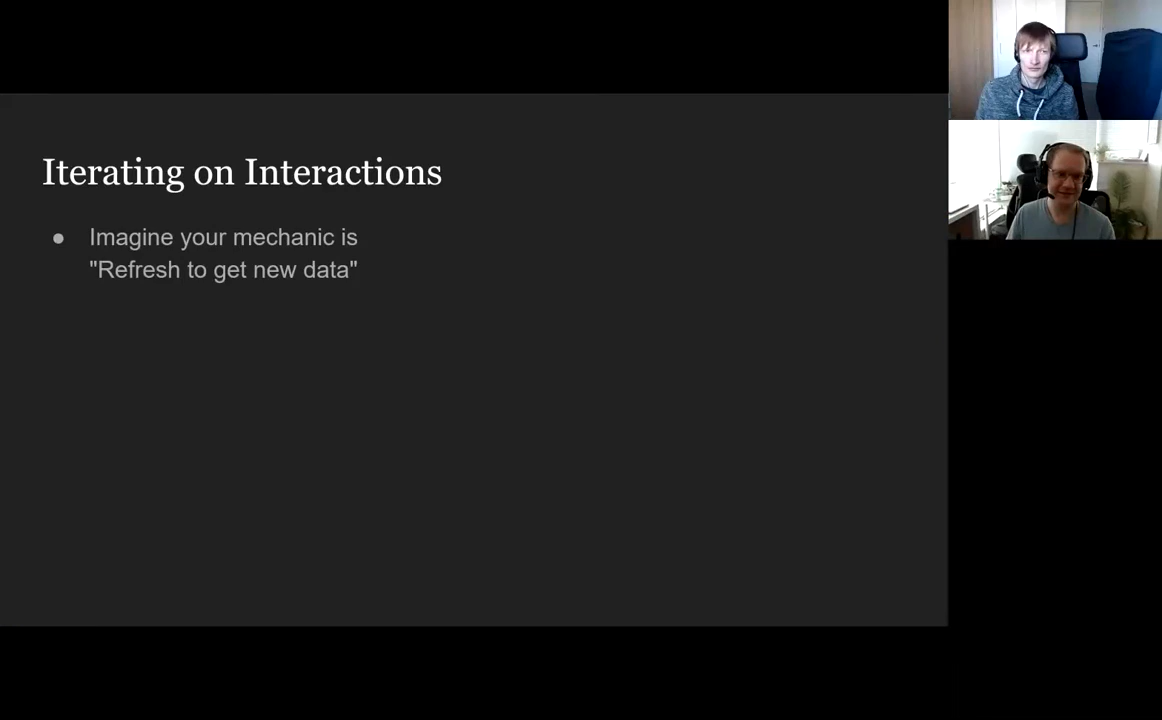 Iterating on Interactions
● Imagine your mechanic is
"Refresh to get new data"